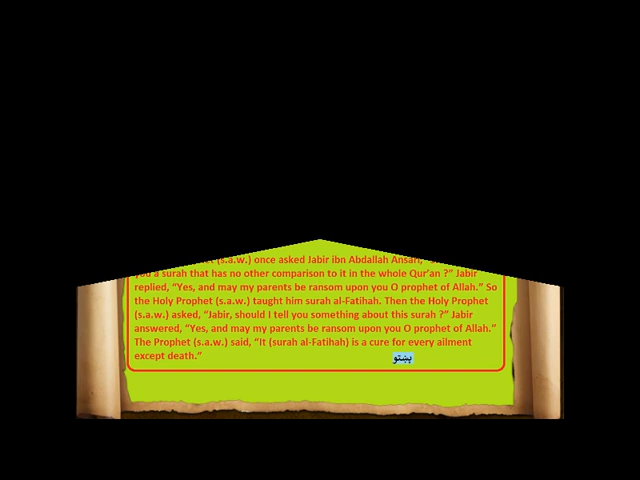 (s.a.w.) once asked Jabir ibn Abdallah Ansari,
you a surah that has no other comparison to it in the whole Qur'an ?" Jabir
replied, "Yes, and may my parents be ransom upon you O prophet of Allah." So
the Holy Prophet (s.a.w.) taught him surah al-Fatihah. Then the Holy Prophet
(s.a.w.) asked, "Jabir, should I tell you something about this surah ?" Jabir
answered, "Yes, and may my parents be ransom upon you O prophet of Allah."
The Prophet (s.a.w.) said, "It (surah al-Fatihah) is a cure for every ailment
except death."
پښتو